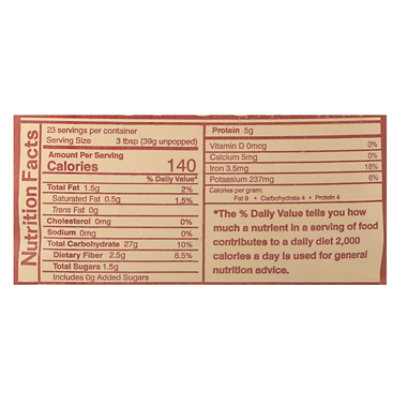 Nutrition Facts
23 servings per container
Serving Size 3 tbsp (39g unpopped)
Amount Per Serving
Calories 140
% Daily Value*
Total Fat 1.5g 2%
Saturated Fat 0.5g 1.5%
Trans Fat 0g
Cholesterol 0mg 0%
Sodium 0mg 0%
Total Carbohydrate 27g 10%
Dietary Fiber 2.5g 8.5%
Total Sugars 1.5g
Includes 0g Added Sugars
Protein 5g
Vitamin D 0mcg 0%
Calcium 5mg 0%
Iron 3.5mg 18%
Potassium 237mg 6%
Calories per gram:
Fat 9 • Carbohydrate 4 • Protein 4
*The % Daily Value tells you how
much a nutrient in a serving of food
contributes to a daily diet 2,000
calories a day is used for general
nutrition advice.